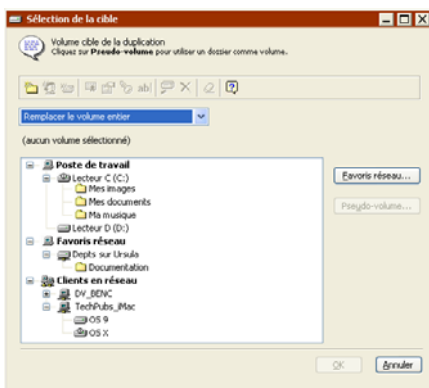 Sélection de la cible
Volume cible de la duplication
Cliquez sur Pseudo-volume pour utiliser un dossier comme volume.
Remplacer le volume entier
(aucun volume sélectionné)
Poste de travail
Lecteur C (C:)
Mes images
Mes documents
Ma musique
Lecteur D (D:)
Favoris réseau
Depts sur Ursula
Documentation
Clients en réseau
DV_BENC
TechPubs_iMac
OS 9
OS X
Favoris réseau...
Pseudo-volume...
OK
Annuler